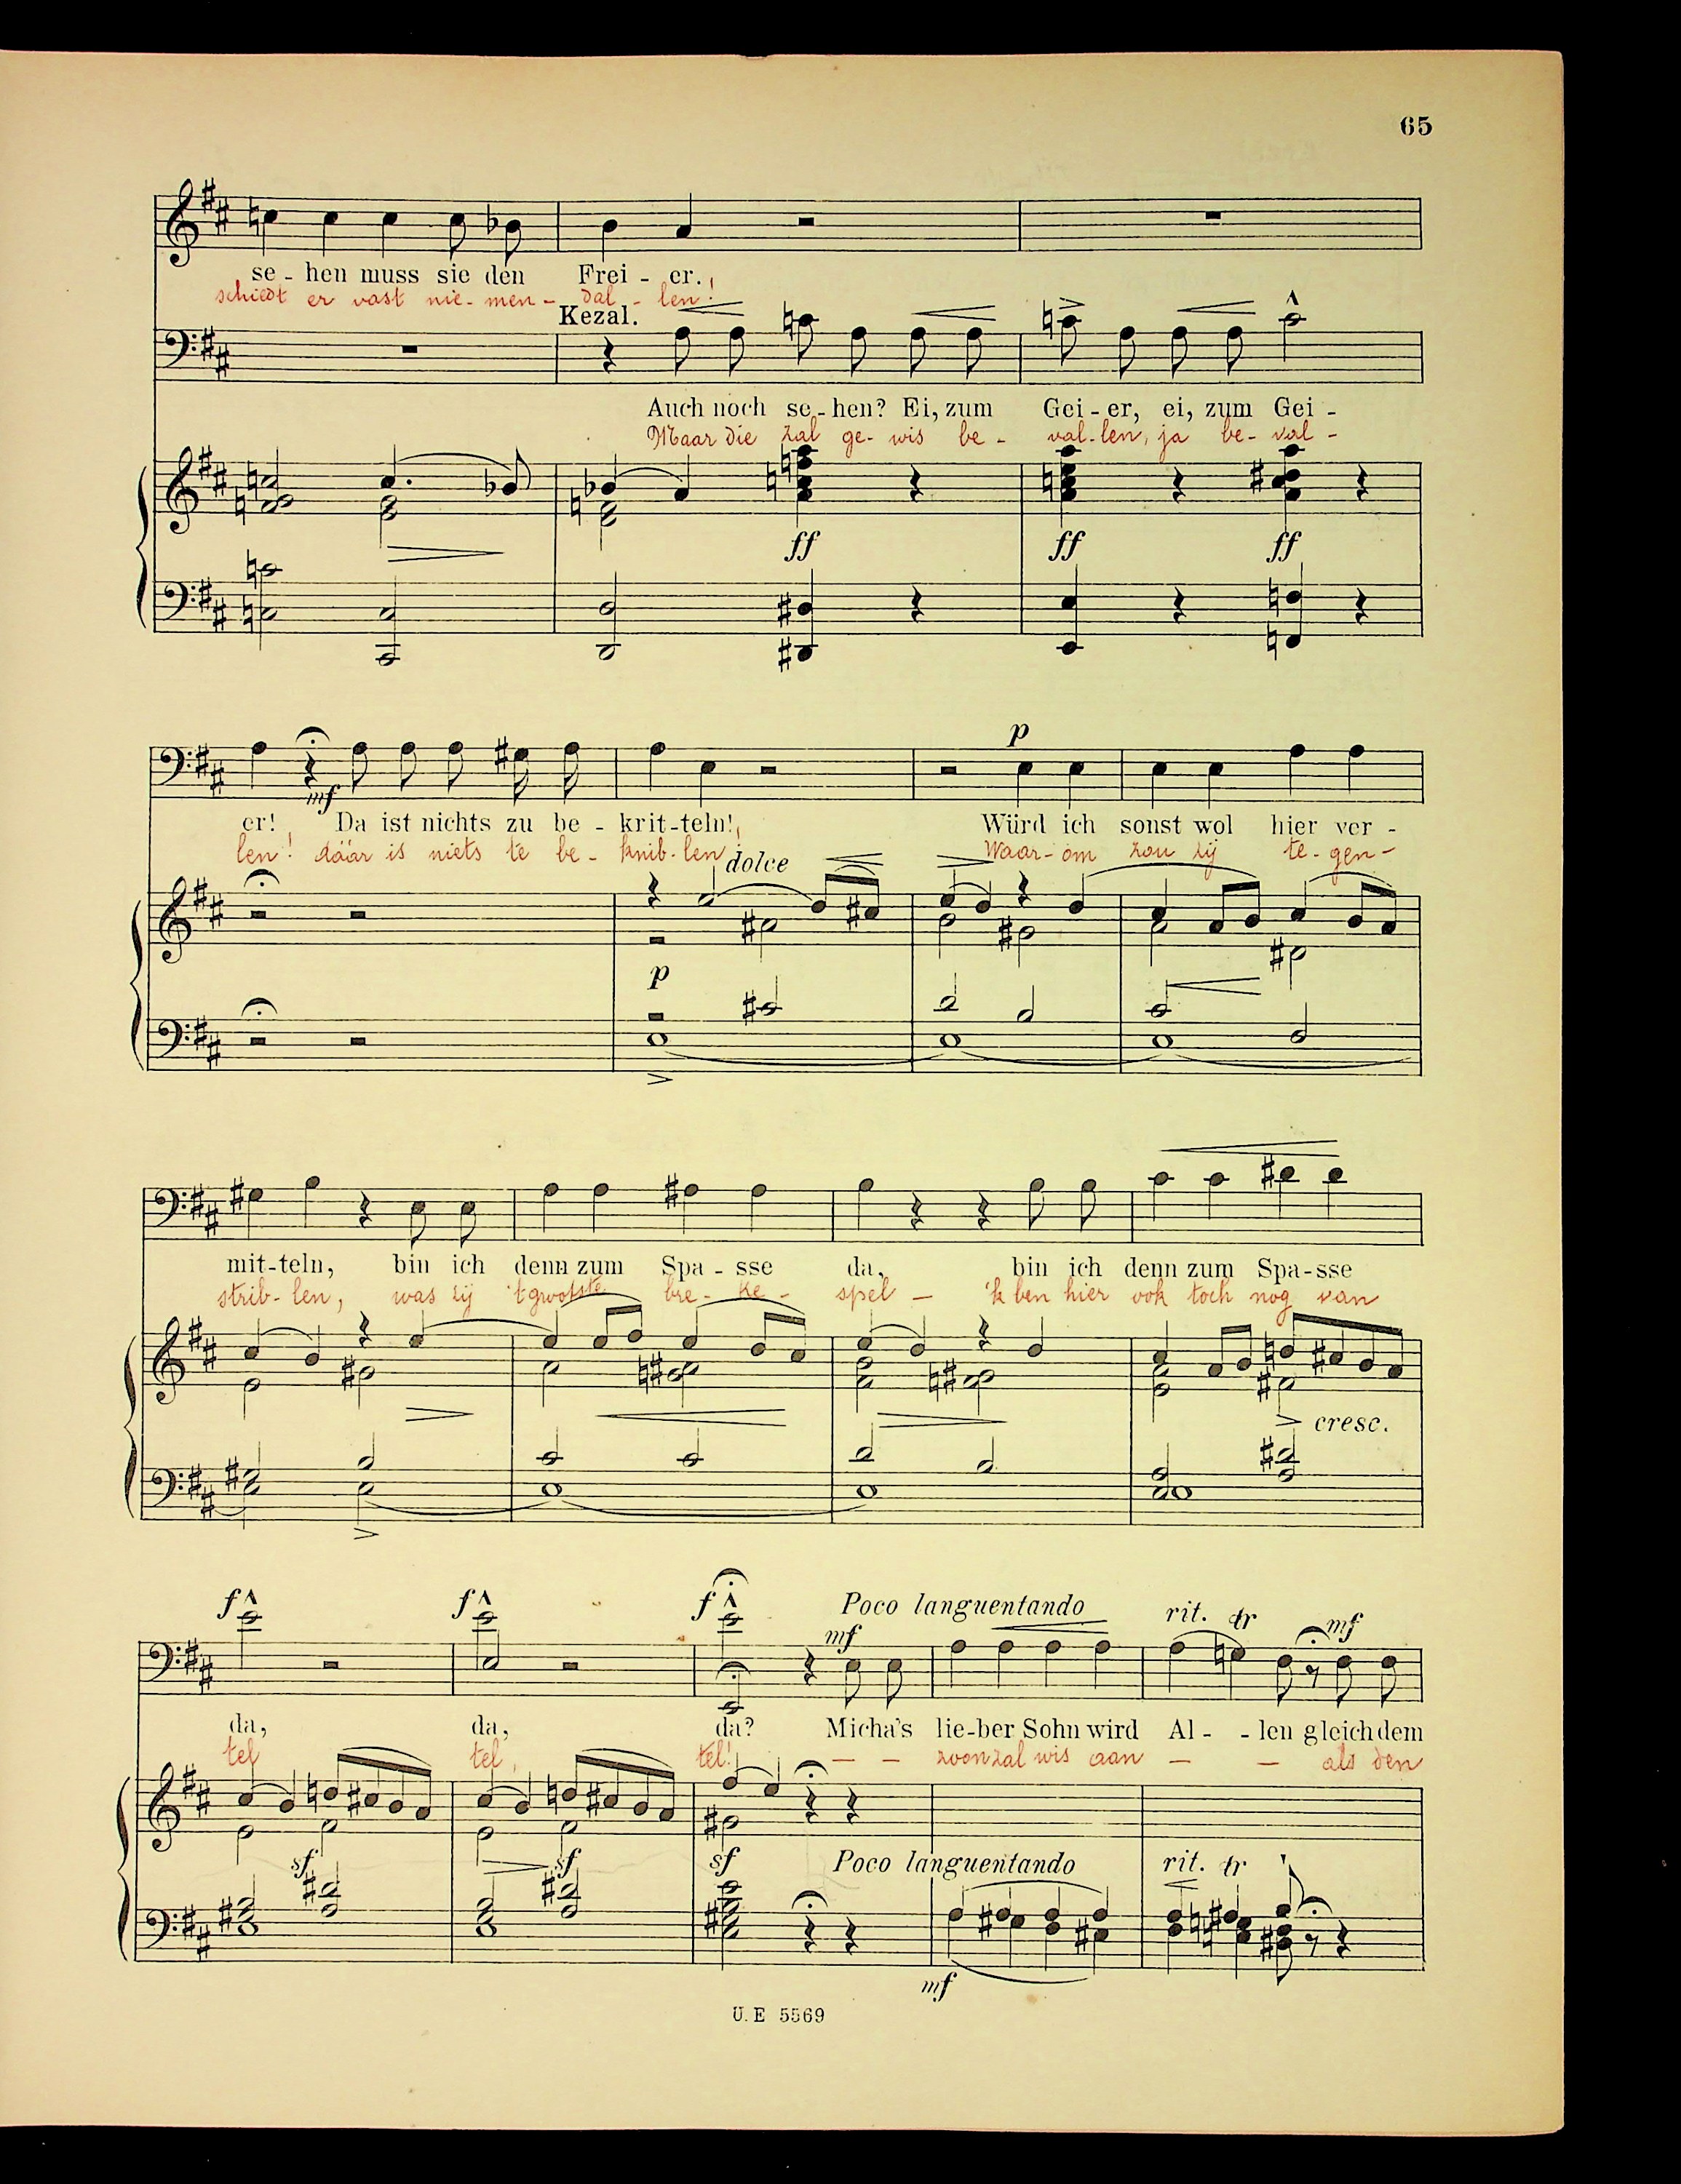 65
se - hen muss sie den Frei - er.
schiedt er vast nie - men - dal - len!
Kezal.
Auch noch se - hen? Ei, zum Gei - er, ei, zum Gei -
Maar die zal ge - wis be - val - len, ja be - val -
ff ff ff
p
mf
er! Da ist nichts zu be - krit - teln! Würd ich sonst wol hier ver -
len! dáár is niets te be - knib - len! Waar - om zou zij te - gen -
dolce
p
mit - teln, bin ich denn zum Spa - sse da, bin ich denn zum Spa - sse
strib - len, was zij 't grootste bre - ke - spel — 'k ben hier ook toch nog van
cresc.
f f f Poco languentando rit. tr mf
mf
da, da, da? Micha's lie - ber Sohn wird Al - - len gleich dem
tel tel, tel! — — zoon zal wis aan — — als den
sf sf sf Poco languentando rit. tr
mf
U. E 5569